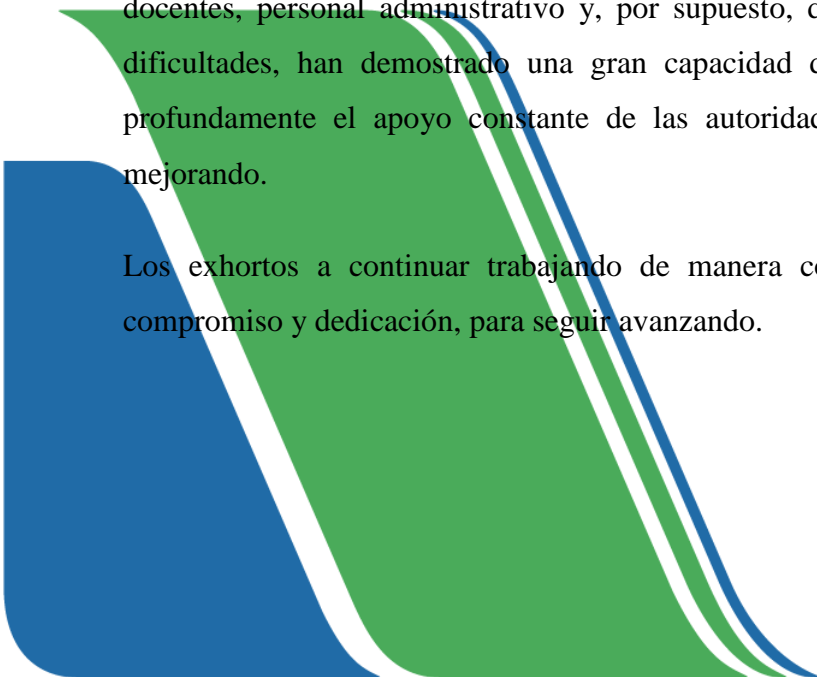 docentes, personal administrativo y, por supuesto,
dificultades, han demostrado una gran capacidad
profundamente el apoyo constante de las
mejorando.
Los exhortos a continuar trabajando de manera
compromiso y dedicación, para seguir avanzando.